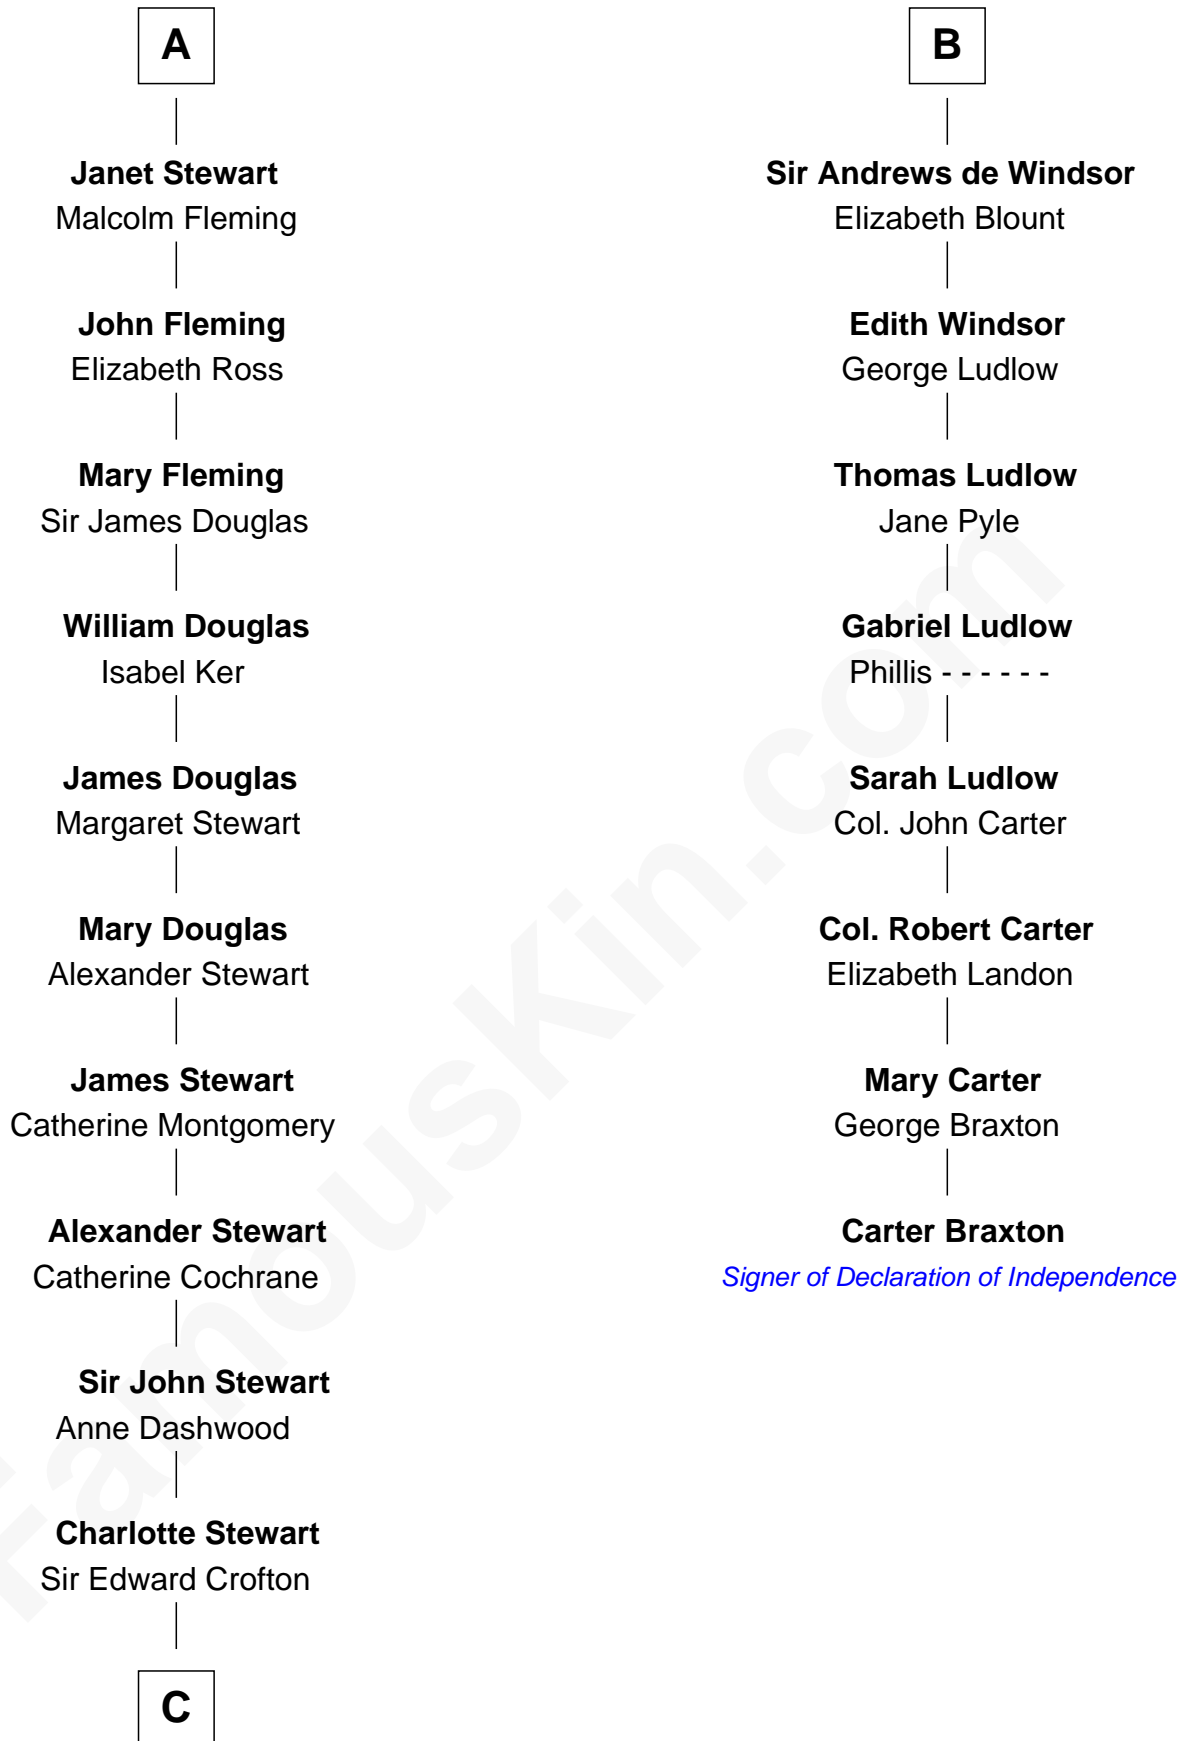 A
Janet Stewart
Malcolm Fleming
John Fleming
Elizabeth Ross
Mary Fleming
Sir James Douglas
William Douglas
Isabel Ker
James Douglas
Margaret Stewart
Mary Douglas
Alexander Stewart
James Stewart
Catherine Montgomery
Alexander Stewart
Catherine Cochrane
Sir John Stewart
Anne Dashwood
Charlotte Stewart
Sir Edward Crofton
C
B
Sir Andrews de Windsor
Elizabeth Blount
Edith Windsor
George Ludlow
Thomas Ludlow
Jane Pyle
Gabriel Ludlow
Phillis - - - - - -
Sarah Ludlow
Col. John Carter
Col. Robert Carter
Elizabeth Landon
Mary Carter
George Braxton
Carter Braxton
Signer of Declaration of Independence
FamousKin.com